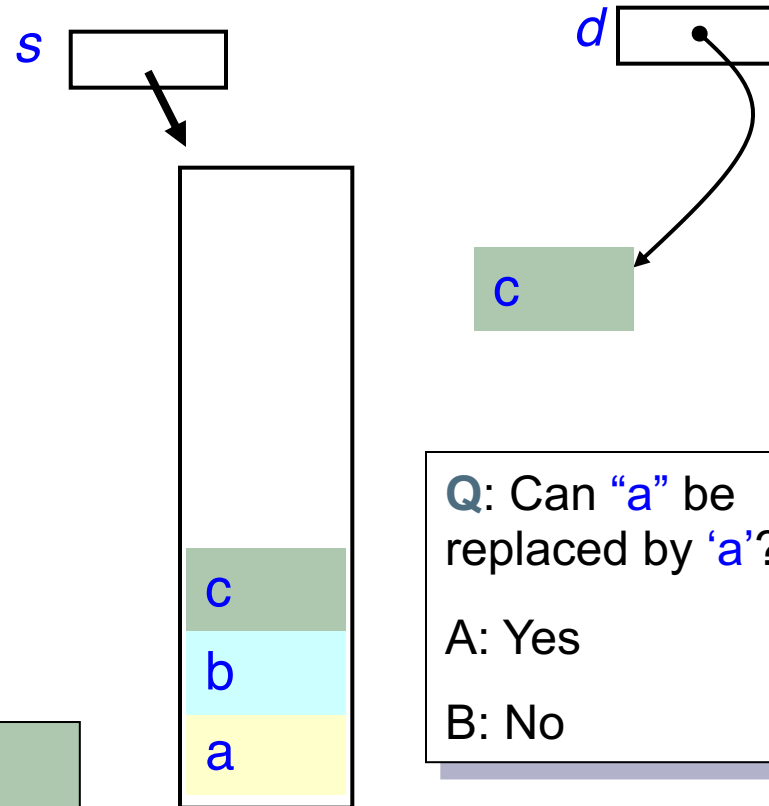 s
d
c
c
b
a
Q: Can “a” be
replaced by ‘a’?
A: Yes
B: No